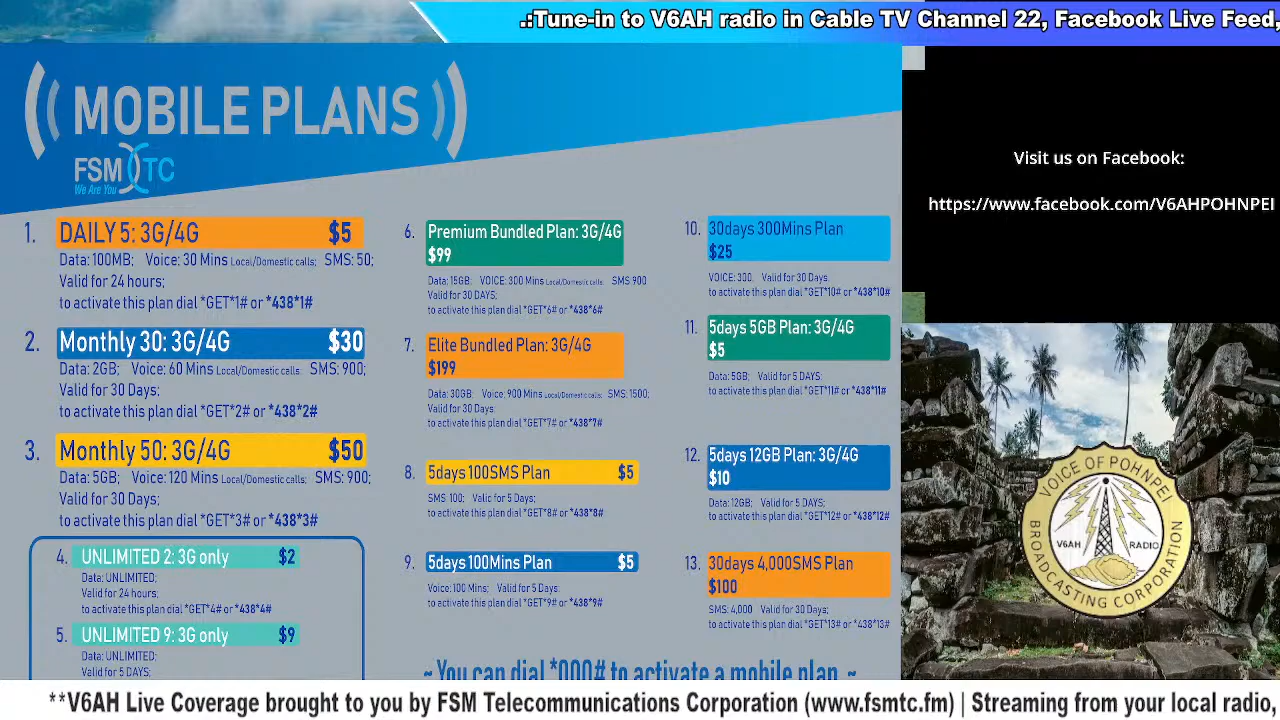 .:Tune-in to V6AH radio in Cable TV Channel 22, Facebook Live Feed,
MOBILE PLANS
FSMTC
We Are You
1. DAILY 5: 3G/4G $5
Data: 100MB; Voice: 30 Mins Local/Domestic calls; SMS: 50;
Valid for 24 hours;
to activate this plan dial *GET*1# or *438*1#
2. Monthly 30: 3G/4G $30
Data: 2GB; Voice: 60 Mins Local/Domestic calls; SMS: 900;
Valid for 30 Days;
to activate this plan dial *GET*2# or *438*2#
3. Monthly 50: 3G/4G $50
Data: 5GB; Voice: 120 Mins Local/Domestic calls; SMS: 900;
Valid for 30 Days;
to activate this plan dial *GET*3# or *438*3#
4. UNLIMITED 2: 3G only $2
Data: UNLIMITED;
Valid for 24 hours;
to activate this plan dial *GET*4# or *438*4#
5. UNLIMITED 9: 3G only $9
Data: UNLIMITED;
Valid for 5 DAYS;
6. Premium Bundled Plan: 3G/4G
$99
Data: 15GB; VOICE: 300 Mins Local/Domestic calls; SMS 900
Valid for 30 DAYS;
to activate this plan dial *GET*6# or *438*6#
7. Elite Bundled Plan: 3G/4G
$199
Data: 30GB Voice: 900 Mins Local/Domestic calls; SMS: 1500;
Valid for 30 Days;
to activate this plan dial *GET*7# or *438*7#
8. 5days 100SMS Plan $5
SMS 100; Valid for 5 Days;
to activate this plan dial *GET*8# or *438*8#
9. 5days 100Mins Plan $5
Voice: 100 Mins; Valid for 5 Days;
to activate this plan dial *GET*9# or *438*9#
~ You can dial *000# to activate a mobile plan ~
10. 30days 300Mins Plan
$25
VOICE: 300 Valid for 30 Days;
to activate this plan dial *GET*10# or *438*10#
11. 5days 5GB Plan: 3G/4G
$5
Data: 5GB; Valid for 5 DAYS;
to activate this plan dial *GET*11# or *438*11#
12. 5days 12GB Plan: 3G/4G
$10
Data: 12GB; Valid for 5 DAYS;
to activate this plan dial *GET*12# or *438*12#
13. 30days 4,000SMS Plan
$100
SMS: 4,000 Valid for 30 Days;
to activate this plan dial *GET*13# or *438*13#
Visit us on Facebook:
https://www.facebook.com/V6AHPOHNPEI
VOICE OF POHNPEI
V6AH RADIO
BROADCASTING CORPORATION
**V6AH Live Coverage brought to you by FSM Telecommunications Corporation (www.fsmtc.fm) | Streaming from your local radio,